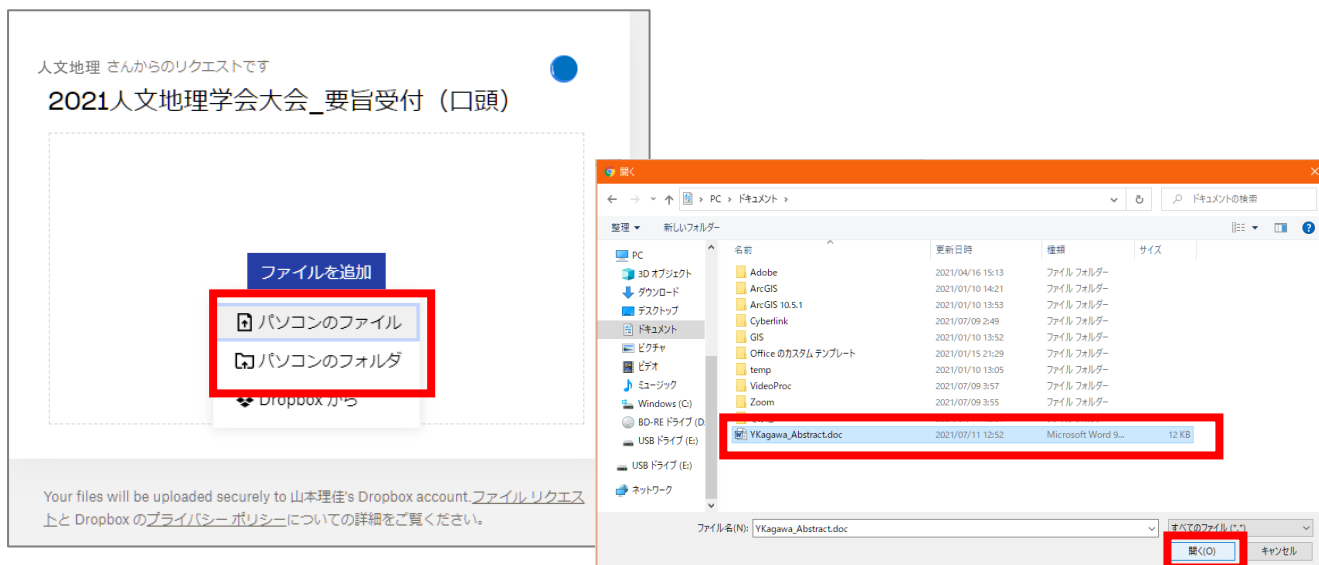 人文地理 さんからのリクエストです
2021人文地理学会大会_要旨受付（口頭）
ファイルを追加
パソコンのファイル
パソコンのフォルダ
Dropbox から
Your files will be uploaded securely to 山本理佳's Dropbox account.ファイル リクエス
トと Dropbox のプライバシー ポリシーについての詳細をご覧ください。
開く
PC › ドキュメント ›
ドキュメントの検索
整理
新しいフォルダー
名前 更新日時 種類 サイズ
PC
3D オブジェクト
ダウンロード
デスクトップ
ドキュメント
ピクチャ
ビデオ
ミュージック
Windows (C:)
BD-RE ドライブ (D:
USB ドライブ (E:)
USB ドライブ (E:)
ネットワーク
Adobe 2021/04/16 15:13 ファイル フォルダー
ArcGIS 2021/01/10 14:21 ファイル フォルダー
ArcGIS 10.5.1 2021/01/10 13:53 ファイル フォルダー
Cyberlink 2021/07/09 2:49 ファイル フォルダー
GIS 2021/01/10 13:52 ファイル フォルダー
Office のカスタム テンプレート 2021/01/15 21:29 ファイル フォルダー
temp 2021/01/10 13:05 ファイル フォルダー
VideoProc 2021/07/09 3:57 ファイル フォルダー
Zoom 2021/07/09 3:55 ファイル フォルダー
YKagawa_Abstract.doc 2021/07/11 12:52 Microsoft Word 9... 12 KB
ファイル名(N): YKagawa_Abstract.doc
すべてのファイル (*.*)
開く(O)
キャンセル